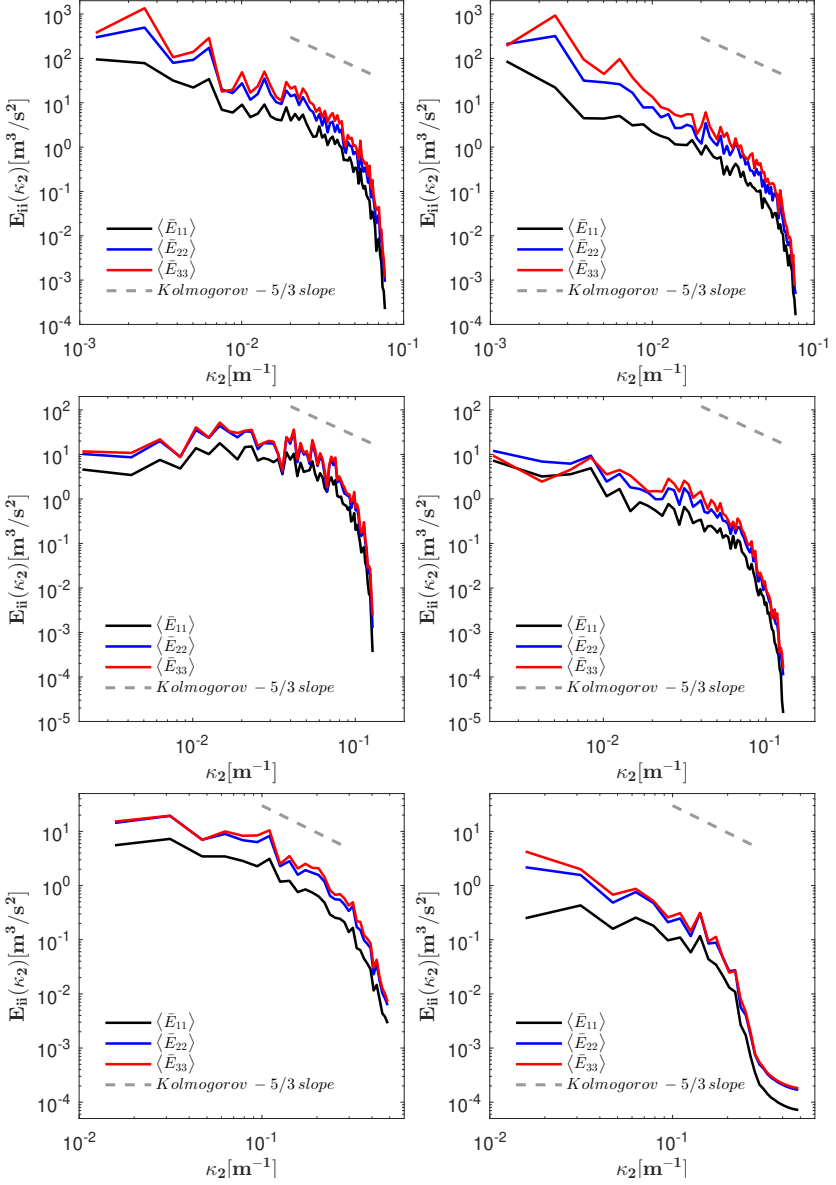 10³
10²
10¹
10⁰
10⁻¹
10⁻²
10⁻³
10⁻⁴
E_ii(κ₂)[m³/s²]
⟨Ē₁₁⟩
⟨Ē₂₂⟩
⟨Ē₃₃⟩
Kolmogorov − 5/3 slope
10⁻³ 10⁻² 10⁻¹
κ₂[m⁻¹]
10³
10²
10¹
10⁰
10⁻¹
10⁻²
10⁻³
10⁻⁴
E_ii(κ₂)[m³/s²]
⟨Ē₁₁⟩
⟨Ē₂₂⟩
⟨Ē₃₃⟩
Kolmogorov − 5/3 slope
10⁻³ 10⁻² 10⁻¹
κ₂[m⁻¹]
10²
10¹
10⁰
10⁻¹
10⁻²
10⁻³
10⁻⁴
10⁻⁵
E_ii(κ₂)[m³/s²]
⟨Ē₁₁⟩
⟨Ē₂₂⟩
⟨Ē₃₃⟩
Kolmogorov − 5/3 slope
10⁻² 10⁻¹
κ₂[m⁻¹]
10²
10¹
10⁰
10⁻¹
10⁻²
10⁻³
10⁻⁴
10⁻⁵
E_ii(κ₂)[m³/s²]
⟨Ē₁₁⟩
⟨Ē₂₂⟩
⟨Ē₃₃⟩
Kolmogorov − 5/3 slope
10⁻² 10⁻¹
κ₂[m⁻¹]
10¹
10⁰
10⁻¹
10⁻²
10⁻³
10⁻⁴
E_ii(κ₂)[m³/s²]
⟨Ē₁₁⟩
⟨Ē₂₂⟩
⟨Ē₃₃⟩
Kolmogorov − 5/3 slope
10⁻² 10⁻¹
κ₂[m⁻¹]
10¹
10⁰
10⁻¹
10⁻²
10⁻³
10⁻⁴
E_ii(κ₂)[m³/s²]
⟨Ē₁₁⟩
⟨Ē₂₂⟩
⟨Ē₃₃⟩
Kolmogorov − 5/3 slope
10⁻² 10⁻¹
κ₂[m⁻¹]